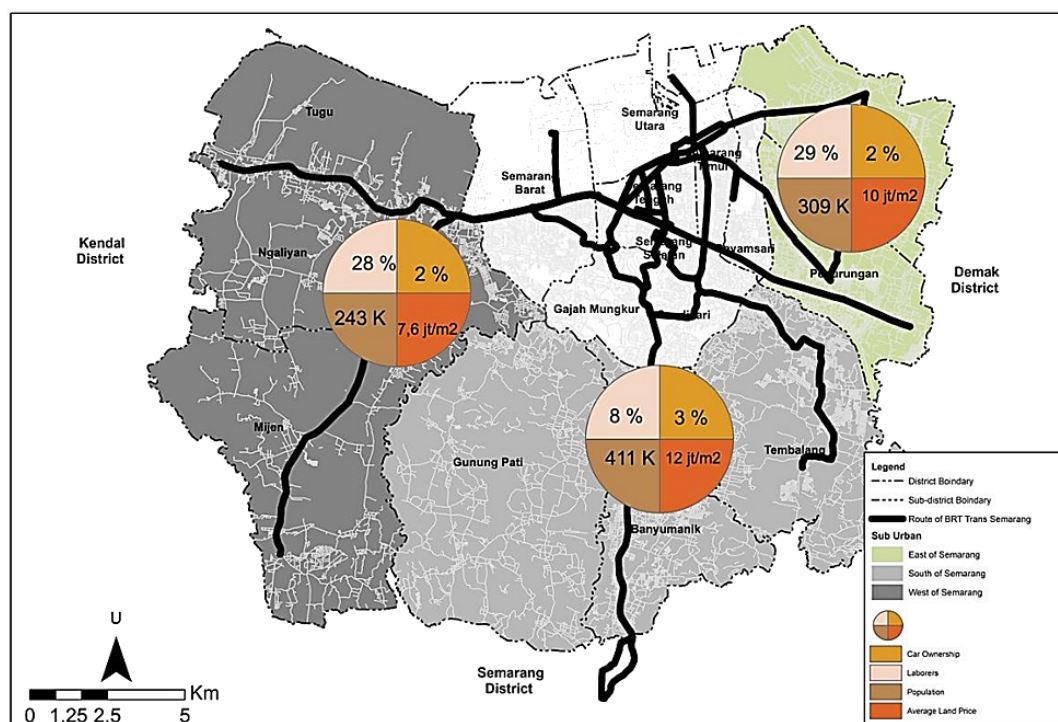 Tugu
Semarang
Utara
Semarang
Barat
29 %
2 %
309 K
10 jt/m2
Kendal
District
Ngaliyan
28 %
2 %
243 K
7,6 jt/m2
Gajah Mungkur
Demak
District
8 %
3 %
411 K
12 jt/m2
Mijen
Gunung Pati
Tembalang
Banyumanik
Semarang
District
U
Km
0 1.25 2.5 5
Legend
District Boindary
Sub-district Boundary
Route of BRT Trans Semarang
Sub Urban
East of Semarang
South of Semarang
West of Semarang
Car Ownership
Laborers
Population
Average Land Price